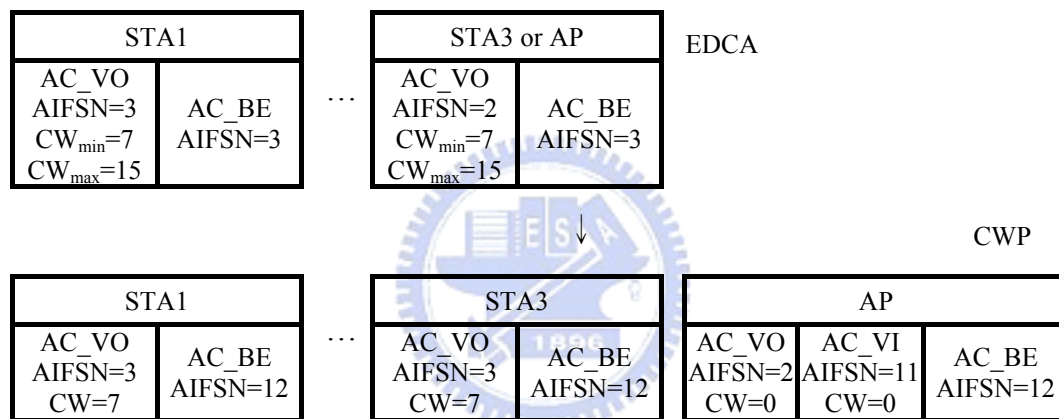 STA1
STA3 or AP
EDCA
AC_VO
AIFSN=3
CWmin=7
CWmax=15
AC_BE
AIFSN=3
...
AC_VO
AIFSN=2
CWmin=7
CWmax=15
AC_BE
AIFSN=3
ESA
↓
CWP
STA1
STA3
AP
AC_VO
AIFSN=3
CW=7
AC_BE
AIFSN=12
...
AC_VO
AIFSN=3
CW=7
1896
AC_BE
AIFSN=12
AC_VO
AIFSN=2
CW=0
AC_VI
AIFSN=11
CW=0
AC_BE
AIFSN=12